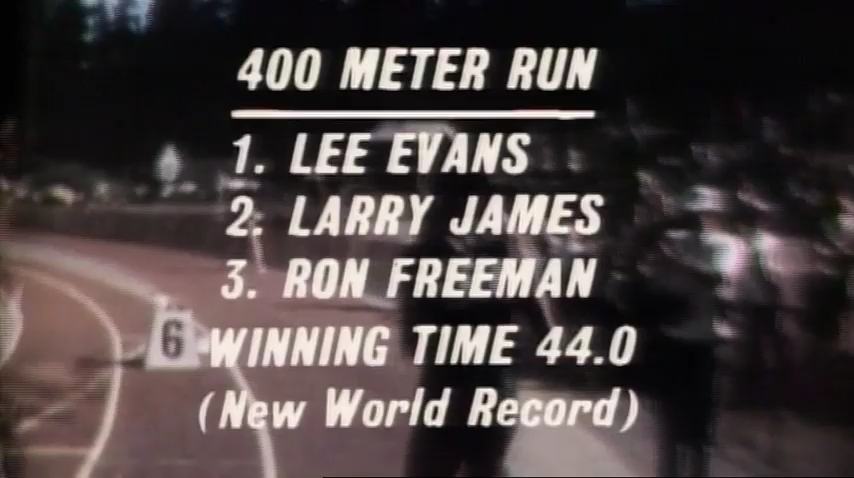 400 METER RUN
1. LEE EVANS
2. LARRY JAMES
3. RON FREEMAN
6
WINNING TIME 44.0
(New World Record)